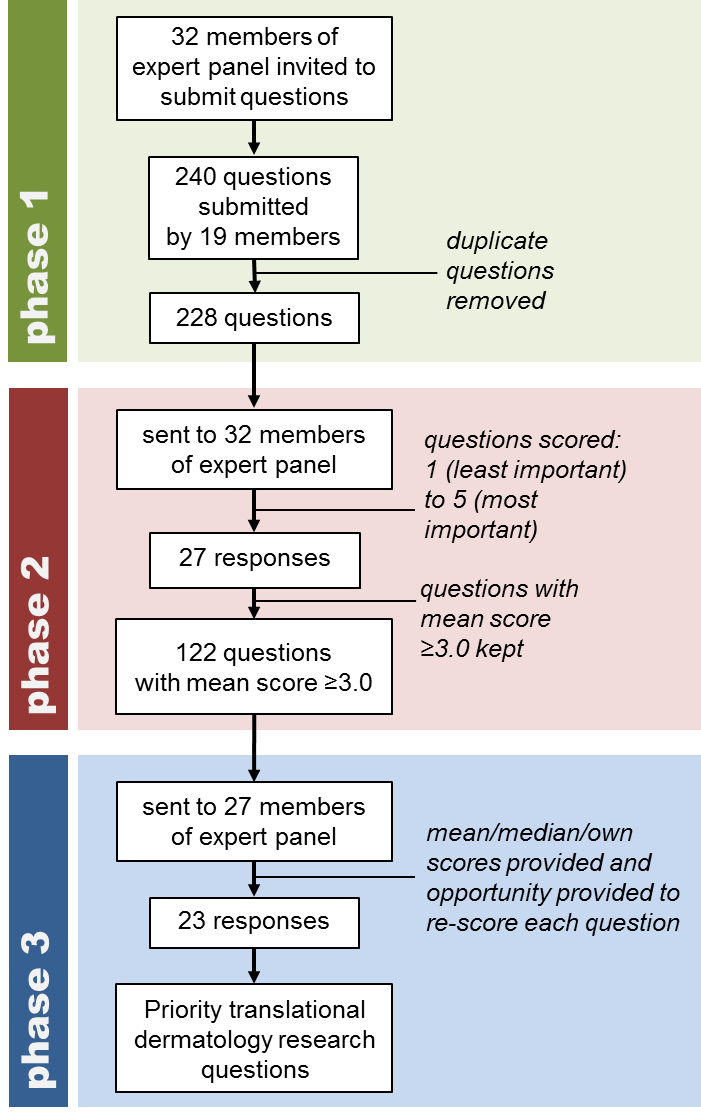 phase 1
32 members of
expert panel invited to
submit questions
240 questions
submitted
by 19 members
duplicate
questions
removed
228 questions
phase 2
sent to 32 members
of expert panel
questions scored:
1 (least important)
to 5 (most
important)
27 responses
questions with
mean score
≥3.0 kept
122 questions
with mean score ≥3.0
phase 3
sent to 27 members
of expert panel
mean/median/own
scores provided and
opportunity provided to
re-score each question
23 responses
Priority translational
dermatology research
questions